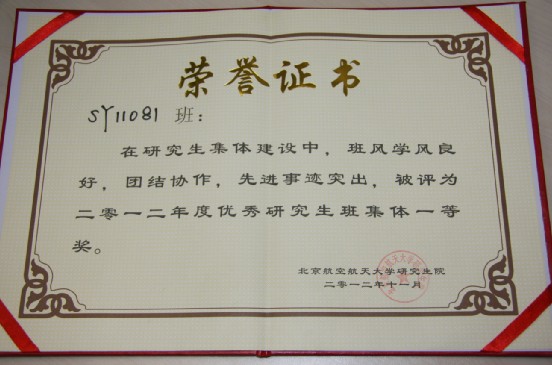 荣誉证书
SY11081 班：
在研究生集体建设中，班风学风良
好，团结协作，先进事迹突出，被评为
二零一二年度优秀研究生班集体一等
奖。
北京航空航天大学研究生院
二零一二年十一月